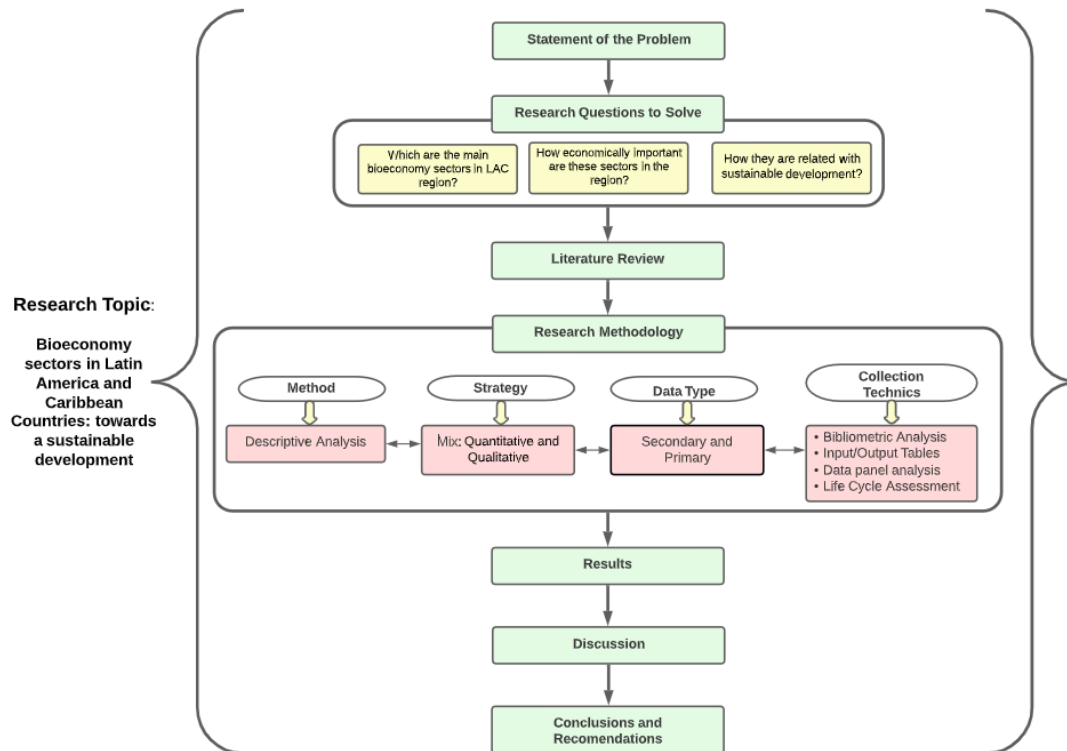 Statement of the Problem
Research Questions to Solve
Which are the main
bioeconomy sectors in LAC
region?
How economically important
are these sectors in the
region?
How they are related with
sustainable development?
Literature Review
Research Topic:
Bioeconomy
sectors in Latin
America and
Caribbean
Countries: towards
a sustainable
development
Research Methodology
Method
Descriptive Analysis
Strategy
Mix: Quantitative and
Qualitative
Data Type
Secondary and
Primary
Collection
Technics
• Bibliometric Analysis
• Input/Output Tables
• Data panel analysis
• Life Cycle Assessment
Results
Discussion
Conclusions and
Recomendations